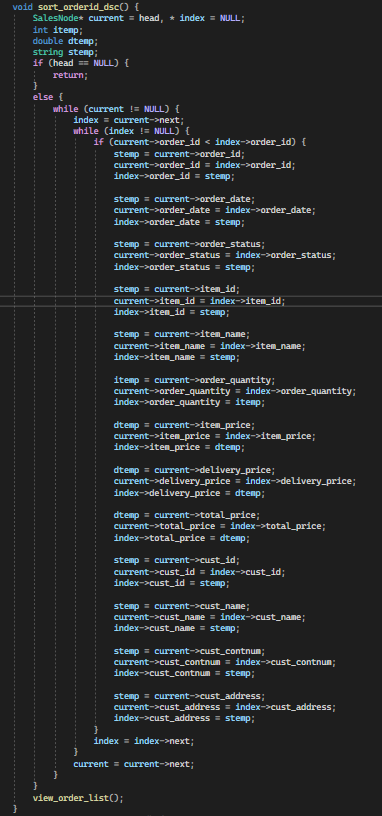 void sort_orderid_dsc() {
    SalesNode* current = head, * index = NULL;
    int itemp;
    double dtemp;
    string stemp;
    if (head == NULL) {
        return;
    }
    else {
        while (current != NULL) {
            index = current->next;
            while (index != NULL) {
                if (current->order_id < index->order_id) {
                    stemp = current->order_id;
                    current->order_id = index->order_id;
                    index->order_id = stemp;

                    stemp = current->order_date;
                    current->order_date = index->order_date;
                    index->order_date = stemp;

                    stemp = current->order_status;
                    current->order_status = index->order_status;
                    index->order_status = stemp;

                    stemp = current->item_id;
                    current->item_id = index->item_id;
                    index->item_id = stemp;

                    stemp = current->item_name;
                    current->item_name = index->item_name;
                    index->item_name = stemp;

                    itemp = current->order_quantity;
                    current->order_quantity = index->order_quantity;
                    index->order_quantity = itemp;

                    dtemp = current->item_price;
                    current->item_price = index->item_price;
                    index->item_price = dtemp;

                    dtemp = current->delivery_price;
                    current->delivery_price = index->delivery_price;
                    index->delivery_price = dtemp;

                    dtemp = current->total_price;
                    current->total_price = index->total_price;
                    index->total_price = dtemp;

                    stemp = current->cust_id;
                    current->cust_id = index->cust_id;
                    index->cust_id = stemp;

                    stemp = current->cust_name;
                    current->cust_name = index->cust_name;
                    index->cust_name = stemp;

                    stemp = current->cust_contnum;
                    current->cust_contnum = index->cust_contnum;
                    index->cust_contnum = stemp;

                    stemp = current->cust_address;
                    current->cust_address = index->cust_address;
                    index->cust_address = stemp;
                }
                index = index->next;
            }
            current = current->next;
        }
    }
    view_order_list();
}